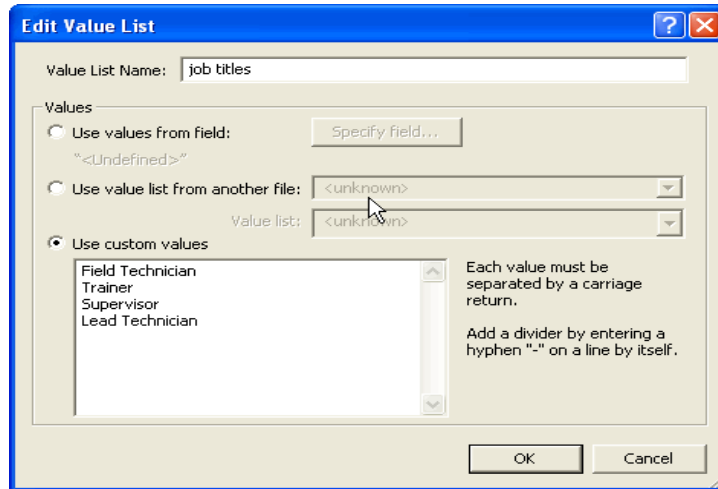 Edit Value List
Value List Name: job titles
Values
Use values from field: Specify field...
"<Undefined>"
Use value list from another file: <unknown>
Value list: <unknown>
Use custom values
Field Technician
Trainer
Supervisor
Lead Technician
Each value must be
separated by a carriage
return.
Add a divider by entering a
hyphen "-" on a line by itself.
OK Cancel